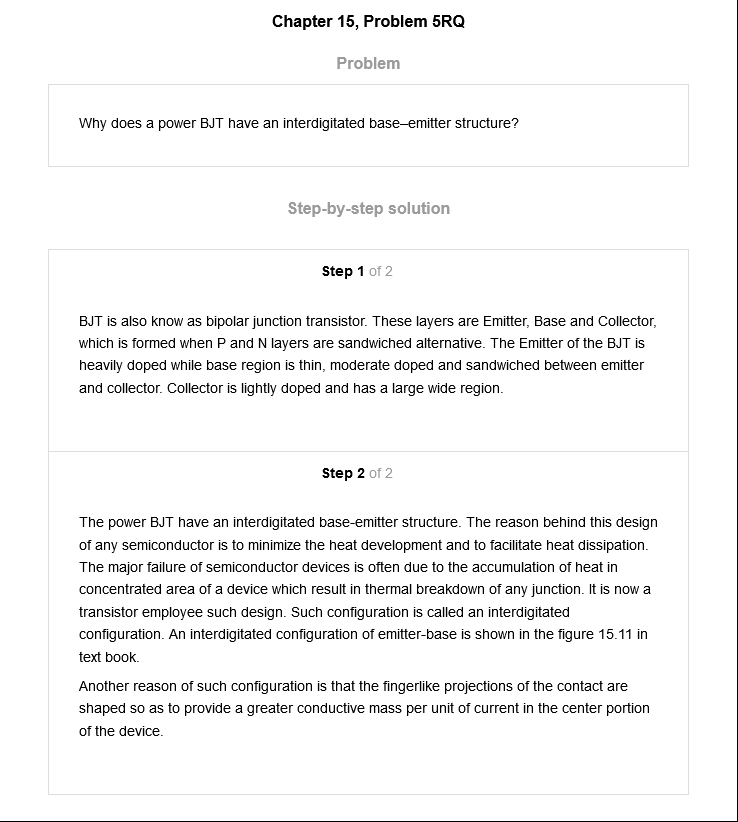 Chapter 15, Problem 5RQ
Problem
Why does a power BJT have an interdigitated base–emitter structure?
Step-by-step solution
Step 1 of 2
BJT is also know as bipolar junction transistor. These layers are Emitter, Base and Collector,
which is formed when P and N layers are sandwiched alternative. The Emitter of the BJT is
heavily doped while base region is thin, moderate doped and sandwiched between emitter
and collector. Collector is lightly doped and has a large wide region.
Step 2 of 2
The power BJT have an interdigitated base-emitter structure. The reason behind this design
of any semiconductor is to minimize the heat development and to facilitate heat dissipation.
The major failure of semiconductor devices is often due to the accumulation of heat in
concentrated area of a device which result in thermal breakdown of any junction. It is now a
transistor employee such design. Such configuration is called an interdigitated
configuration. An interdigitated configuration of emitter-base is shown in the figure 15.11 in
text book.
Another reason of such configuration is that the fingerlike projections of the contact are
shaped so as to provide a greater conductive mass per unit of current in the center portion
of the device.